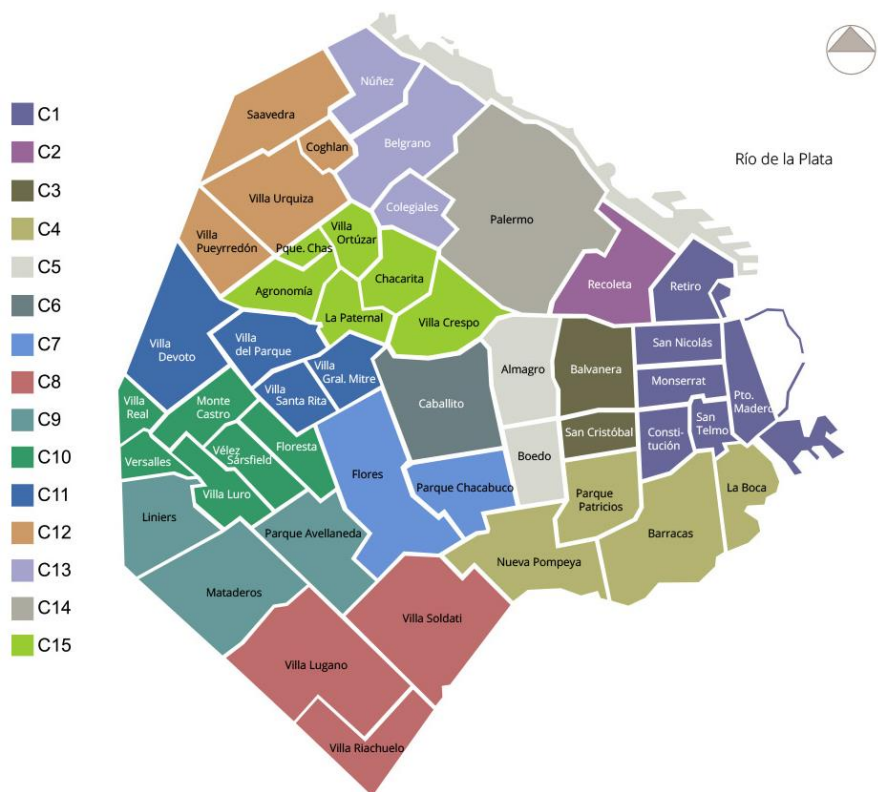 C1
C2
C3
C4
C5
C6
C7
C8
C9
C10
C11
C12
C13
C14
C15
Río de la Plata
Núñez
Saavedra
Coghlan
Belgrano
Villa Urquiza
Colegiales
Palermo
Villa
Pueyrredón
Villa
Ortúzar
Pque. Chas
Chacarita
Agronomía
Recoleta
Retiro
La Paternal
Villa Crespo
Villa
Devoto
Villa
del Parque
San Nicolás
Villa
Gral. Mitre
Almagro
Balvanera
Monserrat
Pto.
Madero
Villa
Santa Rita
Caballito
Villa
Real
Monte
Castro
San Cristóbal
Consti-
tución
San
Telmo
Versalles
Vélez
Sársfield
Floresta
Boedo
Villa Luro
Flores
Parque Chacabuco
La Boca
Parque
Patricios
Liniers
Parque Avellaneda
Barracas
Nueva Pompeya
Mataderos
Villa Soldati
Villa Lugano
Villa Riachuelo